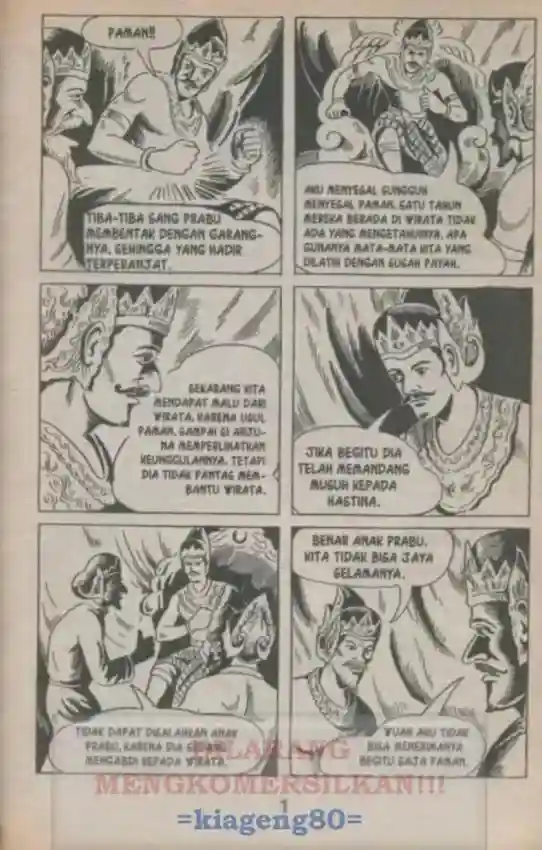 PAMAN!!
TIBA-TIBA SANG PRABU
MEMBENTAK DENGAN GARANG-
NYA, SEHINGGA YANG HADIR
TERPERANJAT.
AKU MENYESAL SUNGGUH
MENYESAL PAMAN. SATU TAHUN
MEREKA BERADA DI WIRATA TIDAK
ADA YANG MENGETAHUINYA. APA
GUNANYA MATA-MATA KITA YANG
DILATIH DENGAN SUSAH PAYAH.
SEKARANG KITA
MENDAPAT MALU DARI
WIRATA, KARENA USUL
PAMAN. SAMPAI SI ARJU-
NA MEMPERLIHATKAN
KEUNGGULANNYA. TETAPI
DIA TIDAK PANTAS MEM-
BANTU WIRATA.
JIKA BEGITU DIA
TELAH MEMANDANG
MUSUH KEPADA
HASTINA.
TIDAK DAPAT DISALAHKAN ANAK
PRABU, KARENA DIA SEDANG
MENGABDI KEPADA WIRATA.
BENAR ANAK PRABU.
KITA TIDAK BISA JAYA
SELAMANYA.
WUAH AKU TIDAK
BISA MENERIMANYA
BEGITU SAJA PAMAN.
DILARANG
MENGKOMERSILKAN!!!
1
=kiageng80=